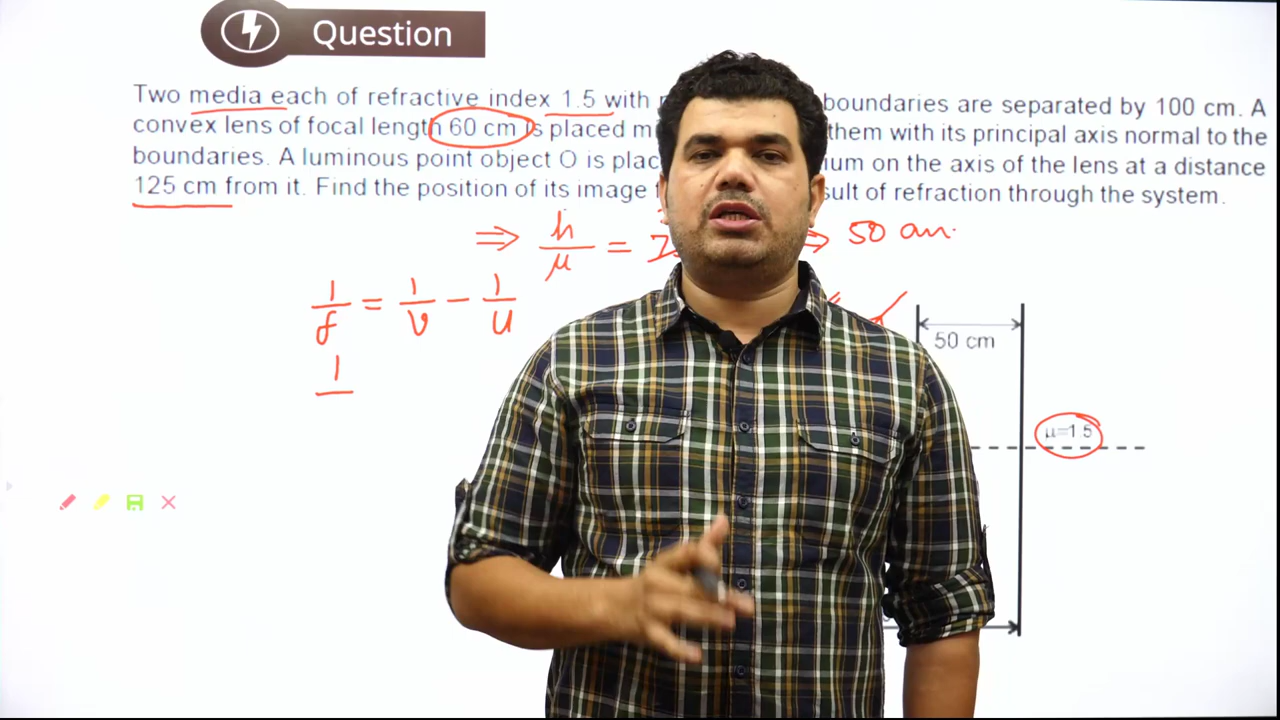 Question
Two media each of refractive index 1.5 with boundaries are separated by 100 cm. A
convex lens of focal length 60 cm is placed them with its principal axis normal to the
boundaries. A luminous point object O is on the axis of the lens at a distance
125 cm from it. Find the position of its image of refraction through the system.
⇒ h/μ = → 50 cm.
1/f = 1/v − 1/u
1
50 cm
μ=1.5